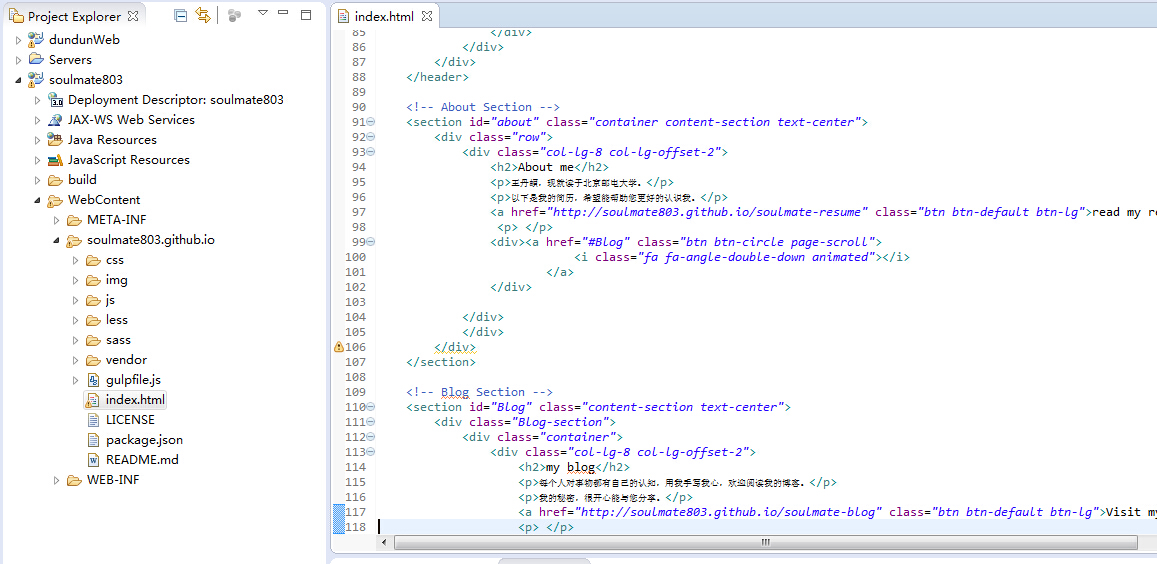 Project Explorer
dundunWeb
Servers
soulmate803
Deployment Descriptor: soulmate803
JAX-WS Web Services
Java Resources
JavaScript Resources
build
WebContent
META-INF
soulmate803.github.io
css
img
js
less
sass
vendor
gulpfile.js
index.html
LICENSE
package.json
README.md
WEB-INF
index.html
85 </div>
86 </div>
87 </div>
88 </header>
89
90 <!-- About Section -->
91 <section id="about" class="container content-section text-center">
92 <div class="row">
93 <div class="col-lg-8 col-lg-offset-2">
94 <h2>About me</h2>
95 <p>王丹 ，现就读于北京邮电大学。</p>
96 <p>以下是我的简历，希望能帮助您更好的认识我。</p>
97 <a href="http://soulmate803.github.io/soulmate-resume" class="btn btn-default btn-lg">read my re
98 <p> </p>
99 <div><a href="#Blog" class="btn btn-circle page-scroll">
100 <i class="fa fa-angle-double-down animated"></i>
101 </a>
102 </div>
103
104 </div>
105 </div>
106 </div>
107 </section>
108
109 <!-- Blog Section -->
110 <section id="Blog" class="content-section text-center">
111 <div class="Blog-section">
112 <div class="container">
113 <div class="col-lg-8 col-lg-offset-2">
114 <h2>my blog</h2>
115 <p>每个人对事物都有自己的认知，用我手写我心，欢迎阅读我的博客。</p>
116 <p>我的秘密，很开心能与您分享。</p>
117 <a href="http://soulmate803.github.io/soulmate-blog" class="btn btn-default btn-lg">Visit my
118 <p> </p>